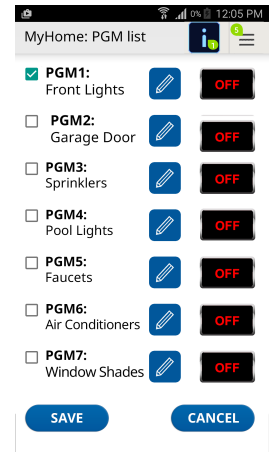 0% 12:05 PM
MyHome: PGM list
i
1
5
PGM1:
Front Lights
OFF
PGM2:
Garage Door
OFF
PGM3:
Sprinklers
OFF
PGM4:
Pool Lights
OFF
PGM5:
Faucets
OFF
PGM6:
Air Conditioners
OFF
PGM7:
Window Shades
OFF
SAVE
CANCEL